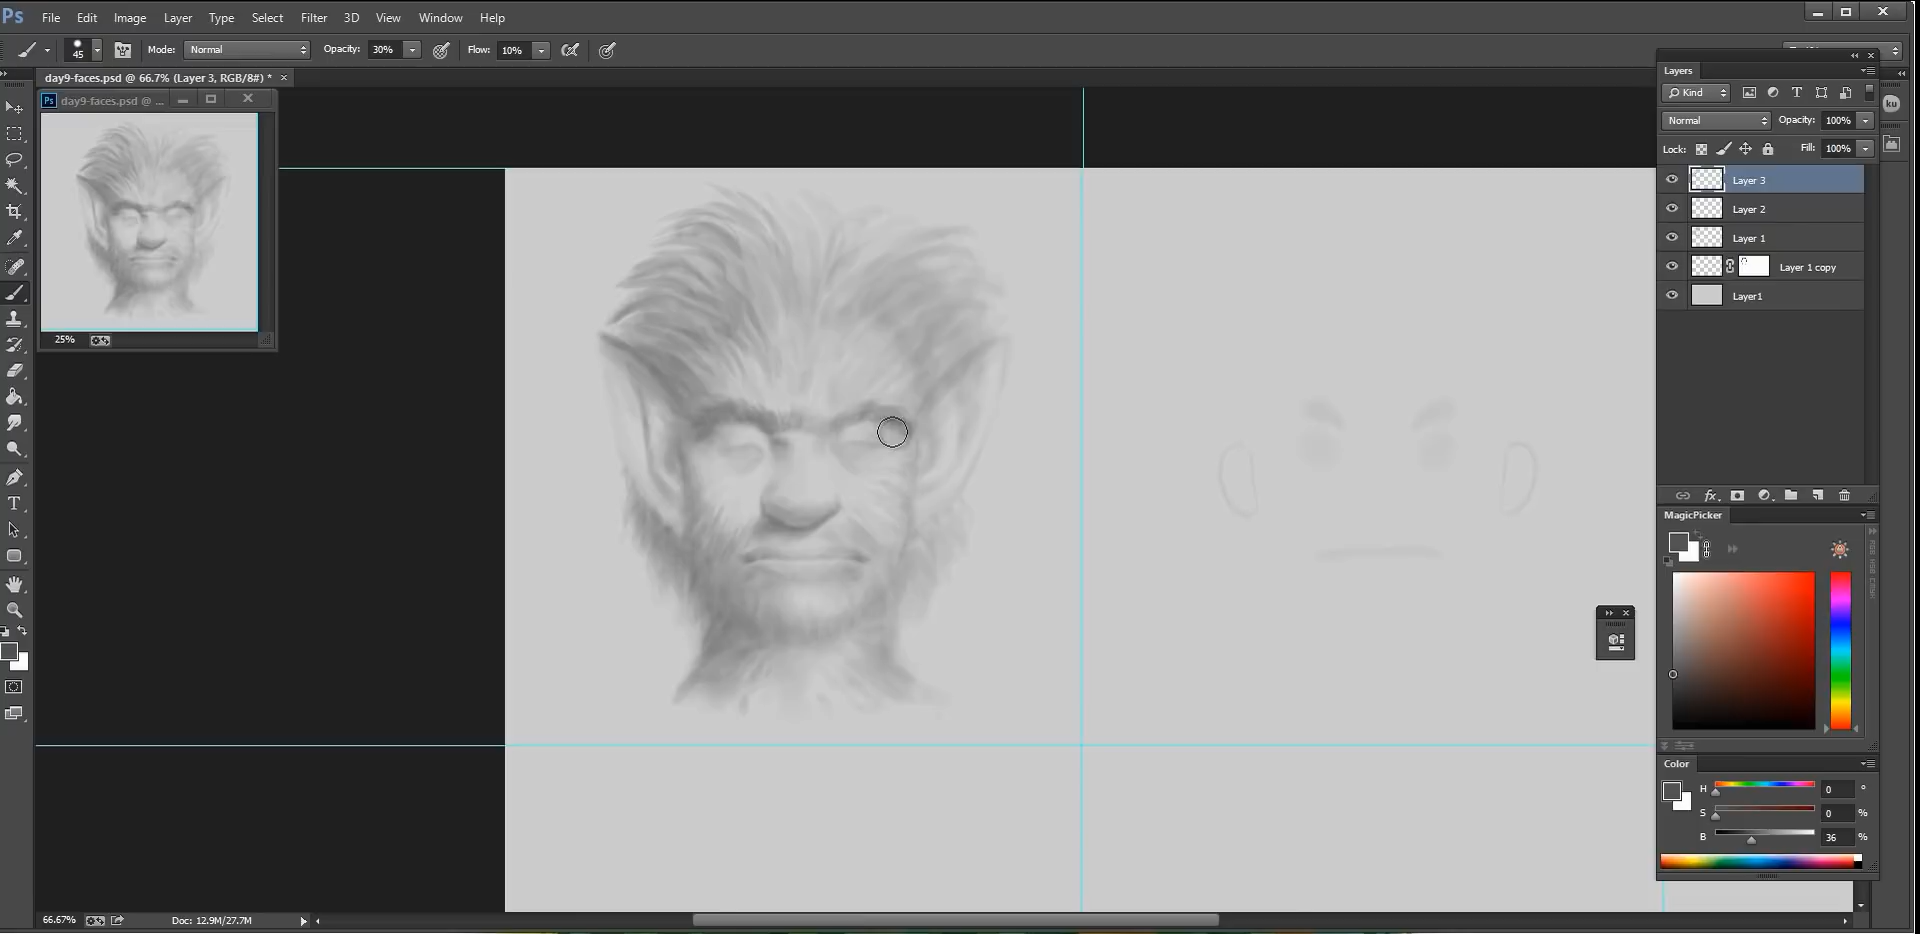 Ps File Edit Image Layer Type Select Filter 3D View Window Help
45 Mode: Normal Opacity: 30% Flow: 10%
day9-faces.psd @ 66.7% (Layer 3, RGB/8#) *
Ps day9-faces.psd @ ...
25%
Layers
Kind
Normal Opacity: 100%
Lock: Fill: 100%
Layer 3
Layer 2
Layer 1
Layer 1 copy
Layer1
fx
ku
MagicPicker
Color
H 0 °
S 0 %
B 36 %
66.67% Doc: 12.9M/27.7M